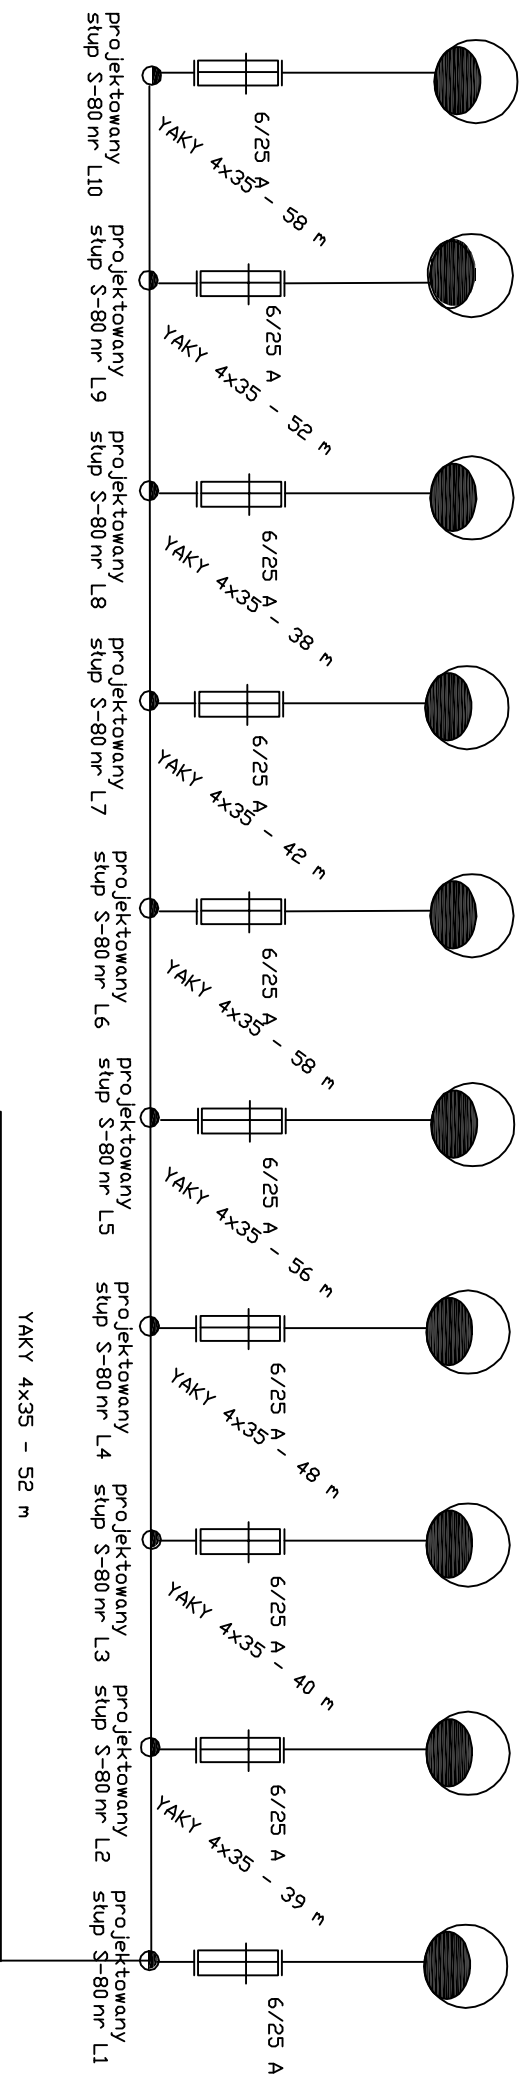 projektowany
słup S-80 nr L10
6/25 A
YAKY 4x35 - 58 m
projektowany
słup S-80 nr L9
6/25 A
YAKY 4x35 - 52 m
projektowany
słup S-80 nr L8
6/25 A
YAKY 4x35 - 38 m
projektowany
słup S-80 nr L7
6/25 A
YAKY 4x35 - 42 m
projektowany
słup S-80 nr L6
6/25 A
YAKY 4x35 - 58 m
projektowany
słup S-80 nr L5
6/25 A
YAKY 4x35 - 56 m
projektowany
słup S-80 nr L4
6/25 A
YAKY 4x35 - 48 m
projektowany
słup S-80 nr L3
6/25 A
YAKY 4x35 - 40 m
projektowany
słup S-80 nr L2
6/25 A
YAKY 4x35 - 39 m
projektowany
słup S-80 nr L1
6/25 A
YAKY 4x35 - 52 m